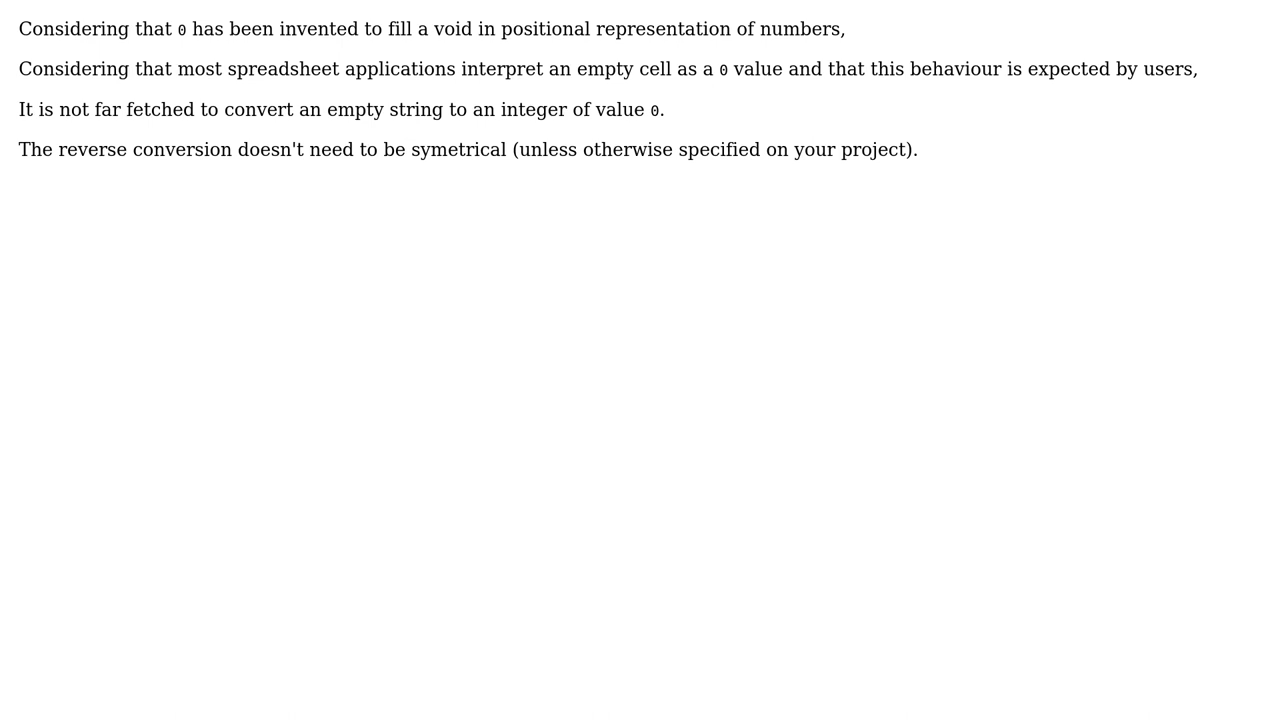 Considering that 0 has been invented to fill a void in positional representation of numbers,
Considering that most spreadsheet applications interpret an empty cell as a 0 value and that this behaviour is expected by users,
It is not far fetched to convert an empty string to an integer of value 0.
The reverse conversion doesn't need to be symetrical (unless otherwise specified on your project).